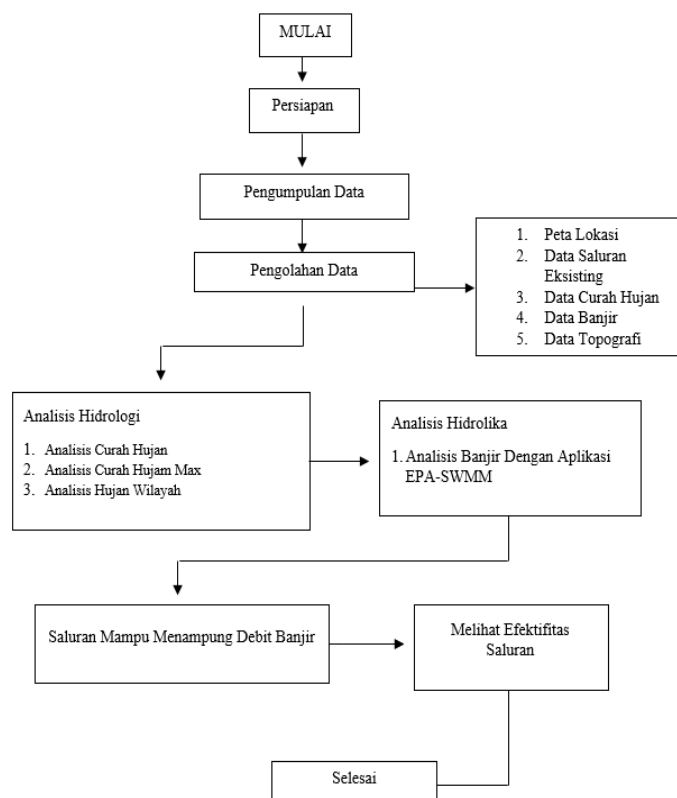 MULAI
Persiapan
Pengumpulan Data
Pengolahan Data
1. Peta Lokasi
2. Data Saluran
Eksisting
3. Data Curah Hujan
4. Data Banjir
5. Data Topografi
Analisis Hidrologi
1. Analisis Curah Hujan
2. Analisis Curah Hujam Max
3. Analisis Hujan Wilayah
Analisis Hidrolika
1. Analisis Banjir Dengan Aplikasi
EPA-SWMM
Saluran Mampu Menampung Debit Banjir
Melihat Efektifitas
Saluran
Selesai